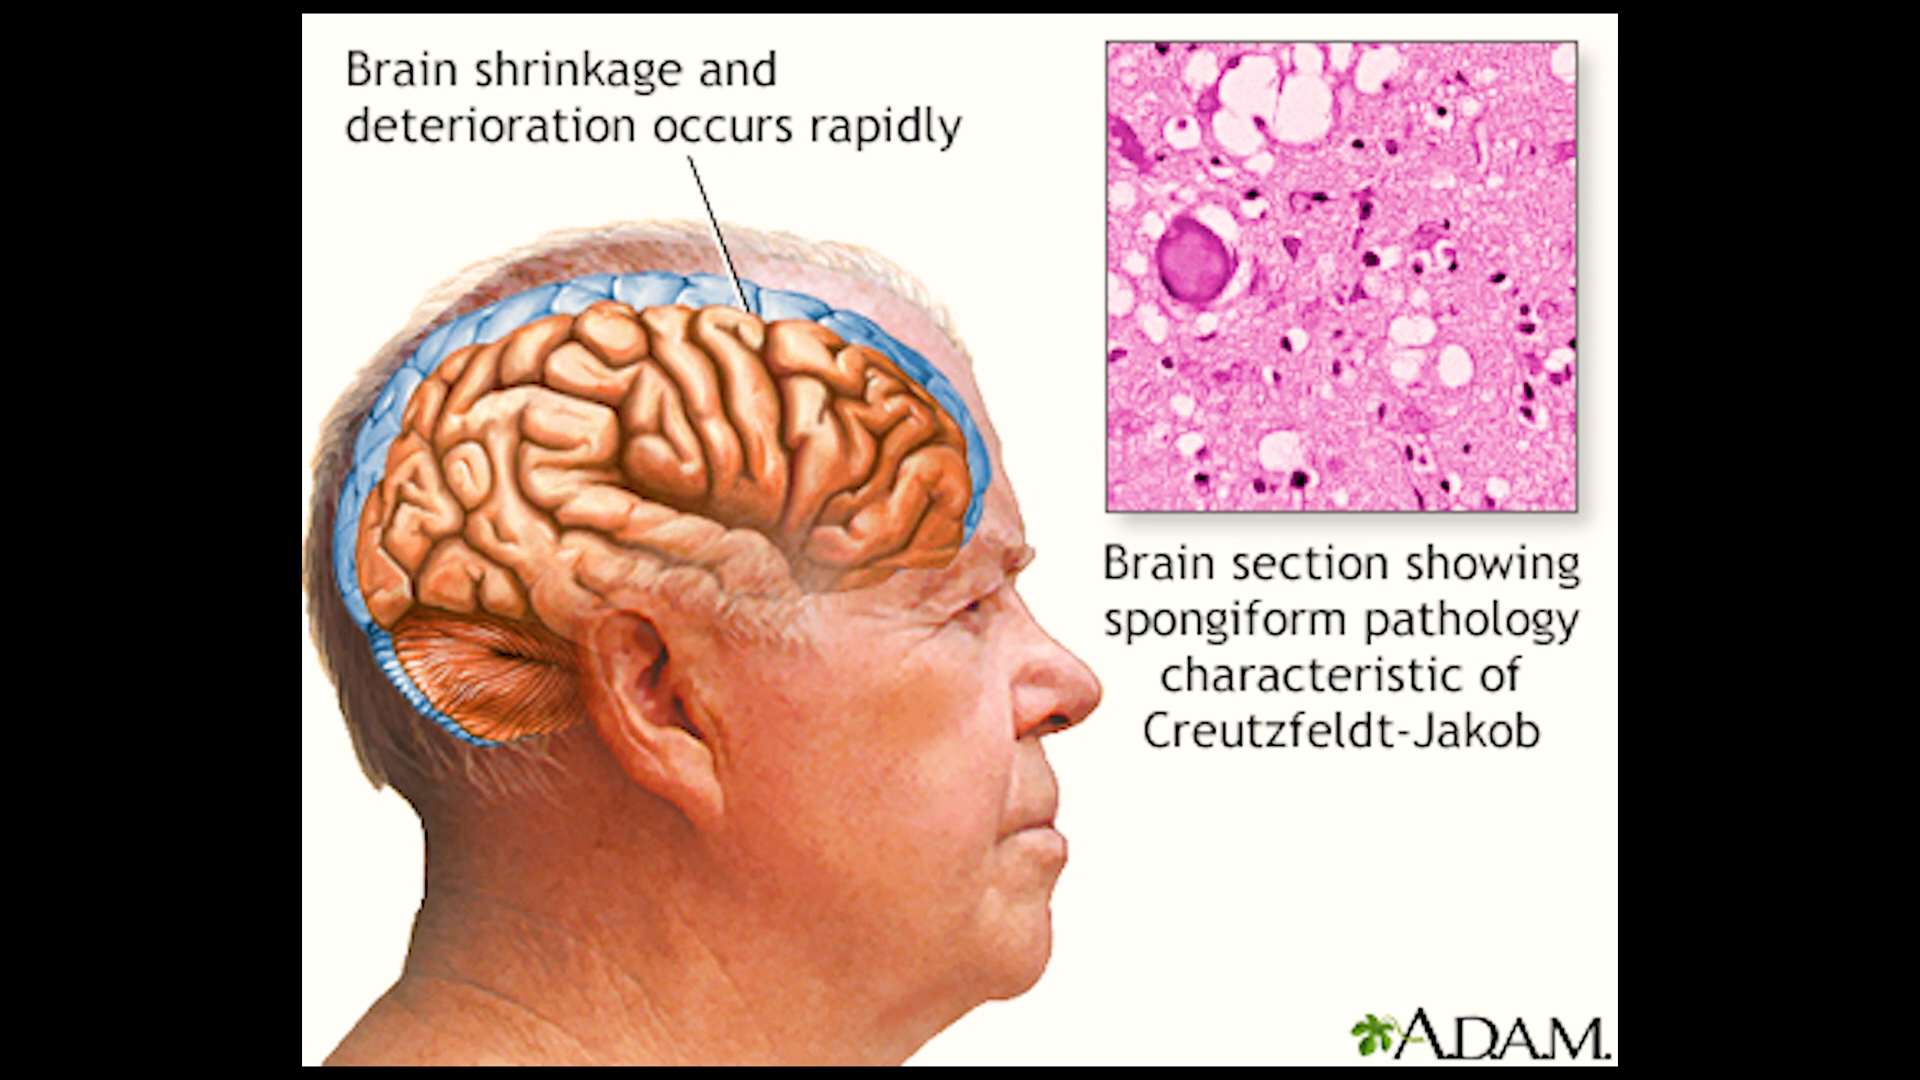 Brain shrinkage and
deterioration occurs rapidly
Brain section showing
spongiform pathology
characteristic of
Creutzfeldt-Jakob
A.D.A.M.